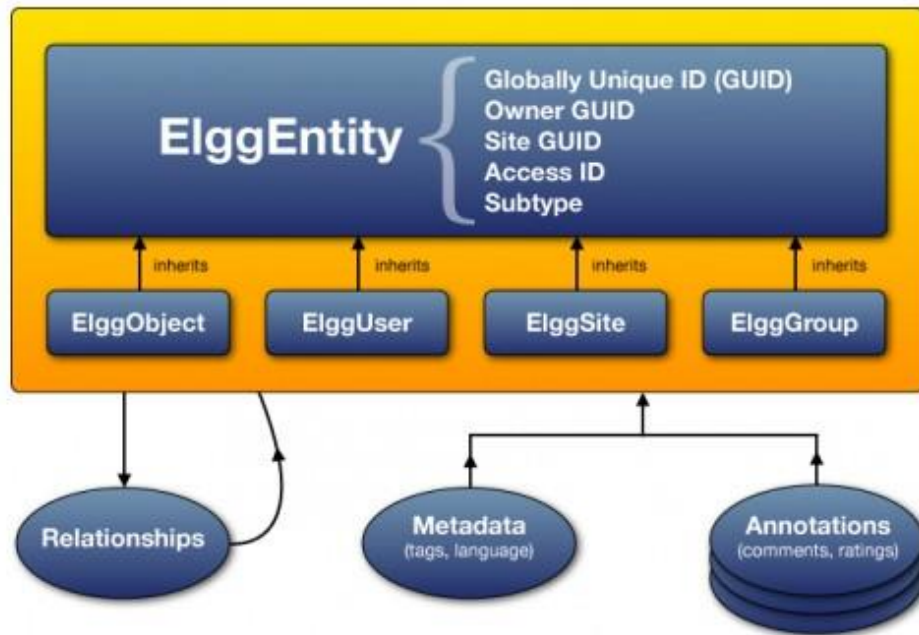 ElggEntity
Globally Unique ID (GUID)
Owner GUID
Site GUID
Access ID
Subtype
inherits
inherits
inherits
inherits
ElggObject
ElggUser
ElggSite
ElggGroup
Relationships
Metadata
(tags, language)
Annotations
(comments, ratings)